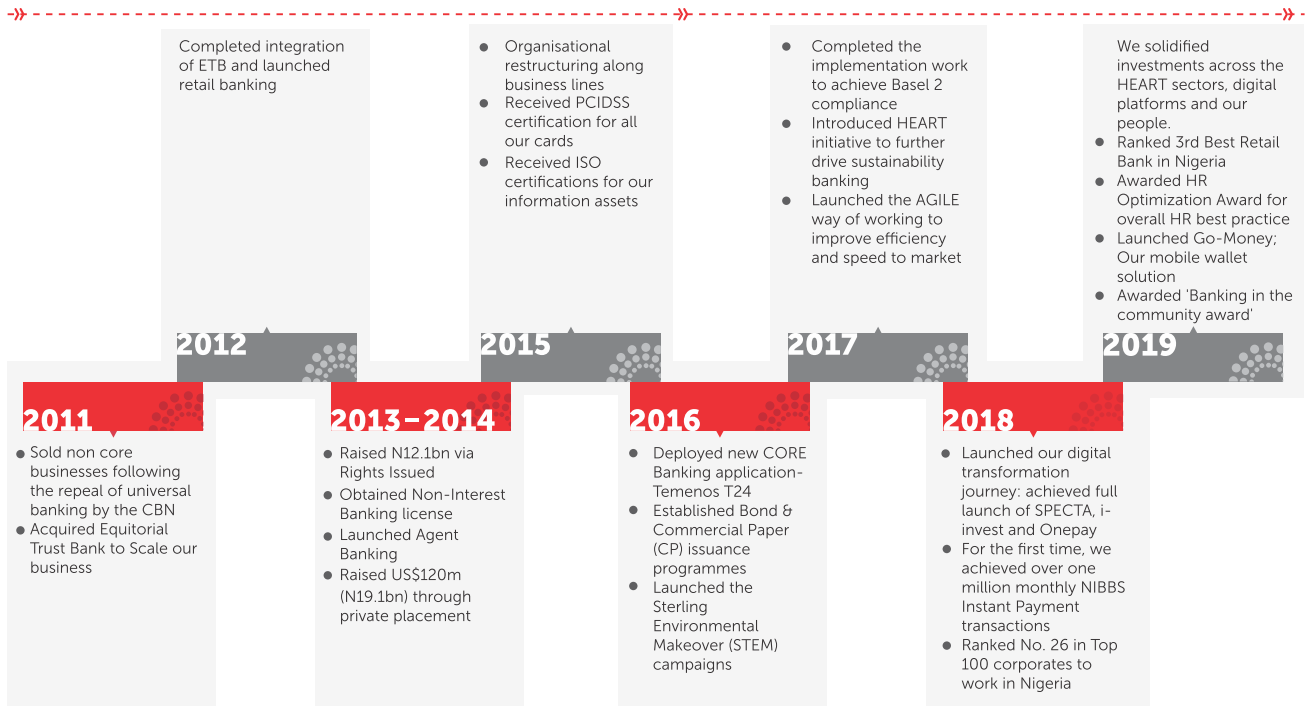 Completed integration
of ETB and launched
retail banking
2012
● Organisational
restructuring along
business lines
● Received PCIDSS
certification for all
our cards
● Received ISO
certifications for our
information assets
2015
● Completed the
implementation work
to achieve Basel 2
compliance
● Introduced HEART
initiative to further
drive sustainability
banking
● Launched the AGILE
way of working to
improve efficiency
and speed to market
2017
We solidified
investments across the
HEART sectors, digital
platforms and our
people.
● Ranked 3rd Best Retail
Bank in Nigeria
● Awarded HR
Optimization Award for
overall HR best practice
● Launched Go-Money;
Our mobile wallet
solution
● Awarded 'Banking in the
community award'
2019
2011
● Sold non core
businesses following
the repeal of universal
banking by the CBN
● Acquired Equitorial
Trust Bank to Scale our
business
2013–2014
● Raised N12.1bn via
Rights Issued
● Obtained Non-Interest
Banking license
● Launched Agent
Banking
● Raised US$120m
(N19.1bn) through
private placement
2016
● Deployed new CORE
Banking application-
Temenos T24
● Established Bond &
Commercial Paper
(CP) issuance
programmes
● Launched the
Sterling
Environmental
Makeover (STEM)
campaigns
2018
● Launched our digital
transformation
journey: achieved full
launch of SPECTA, i-
invest and Onepay
● For the first time, we
achieved over one
million monthly NIBBS
Instant Payment
transactions
● Ranked No. 26 in Top
100 corporates to
work in Nigeria